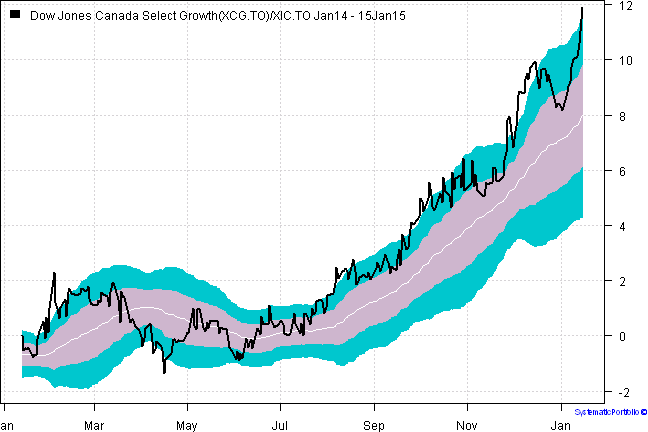 Dow Jones Canada Select Growth(XCG.TO)/XIC.TO Jan14 - 15Jan15
12
10
8
6
4
2
0
-2
SystematicPortfolio ©
an
Mar
May
Jul
Sep
Nov
Jan